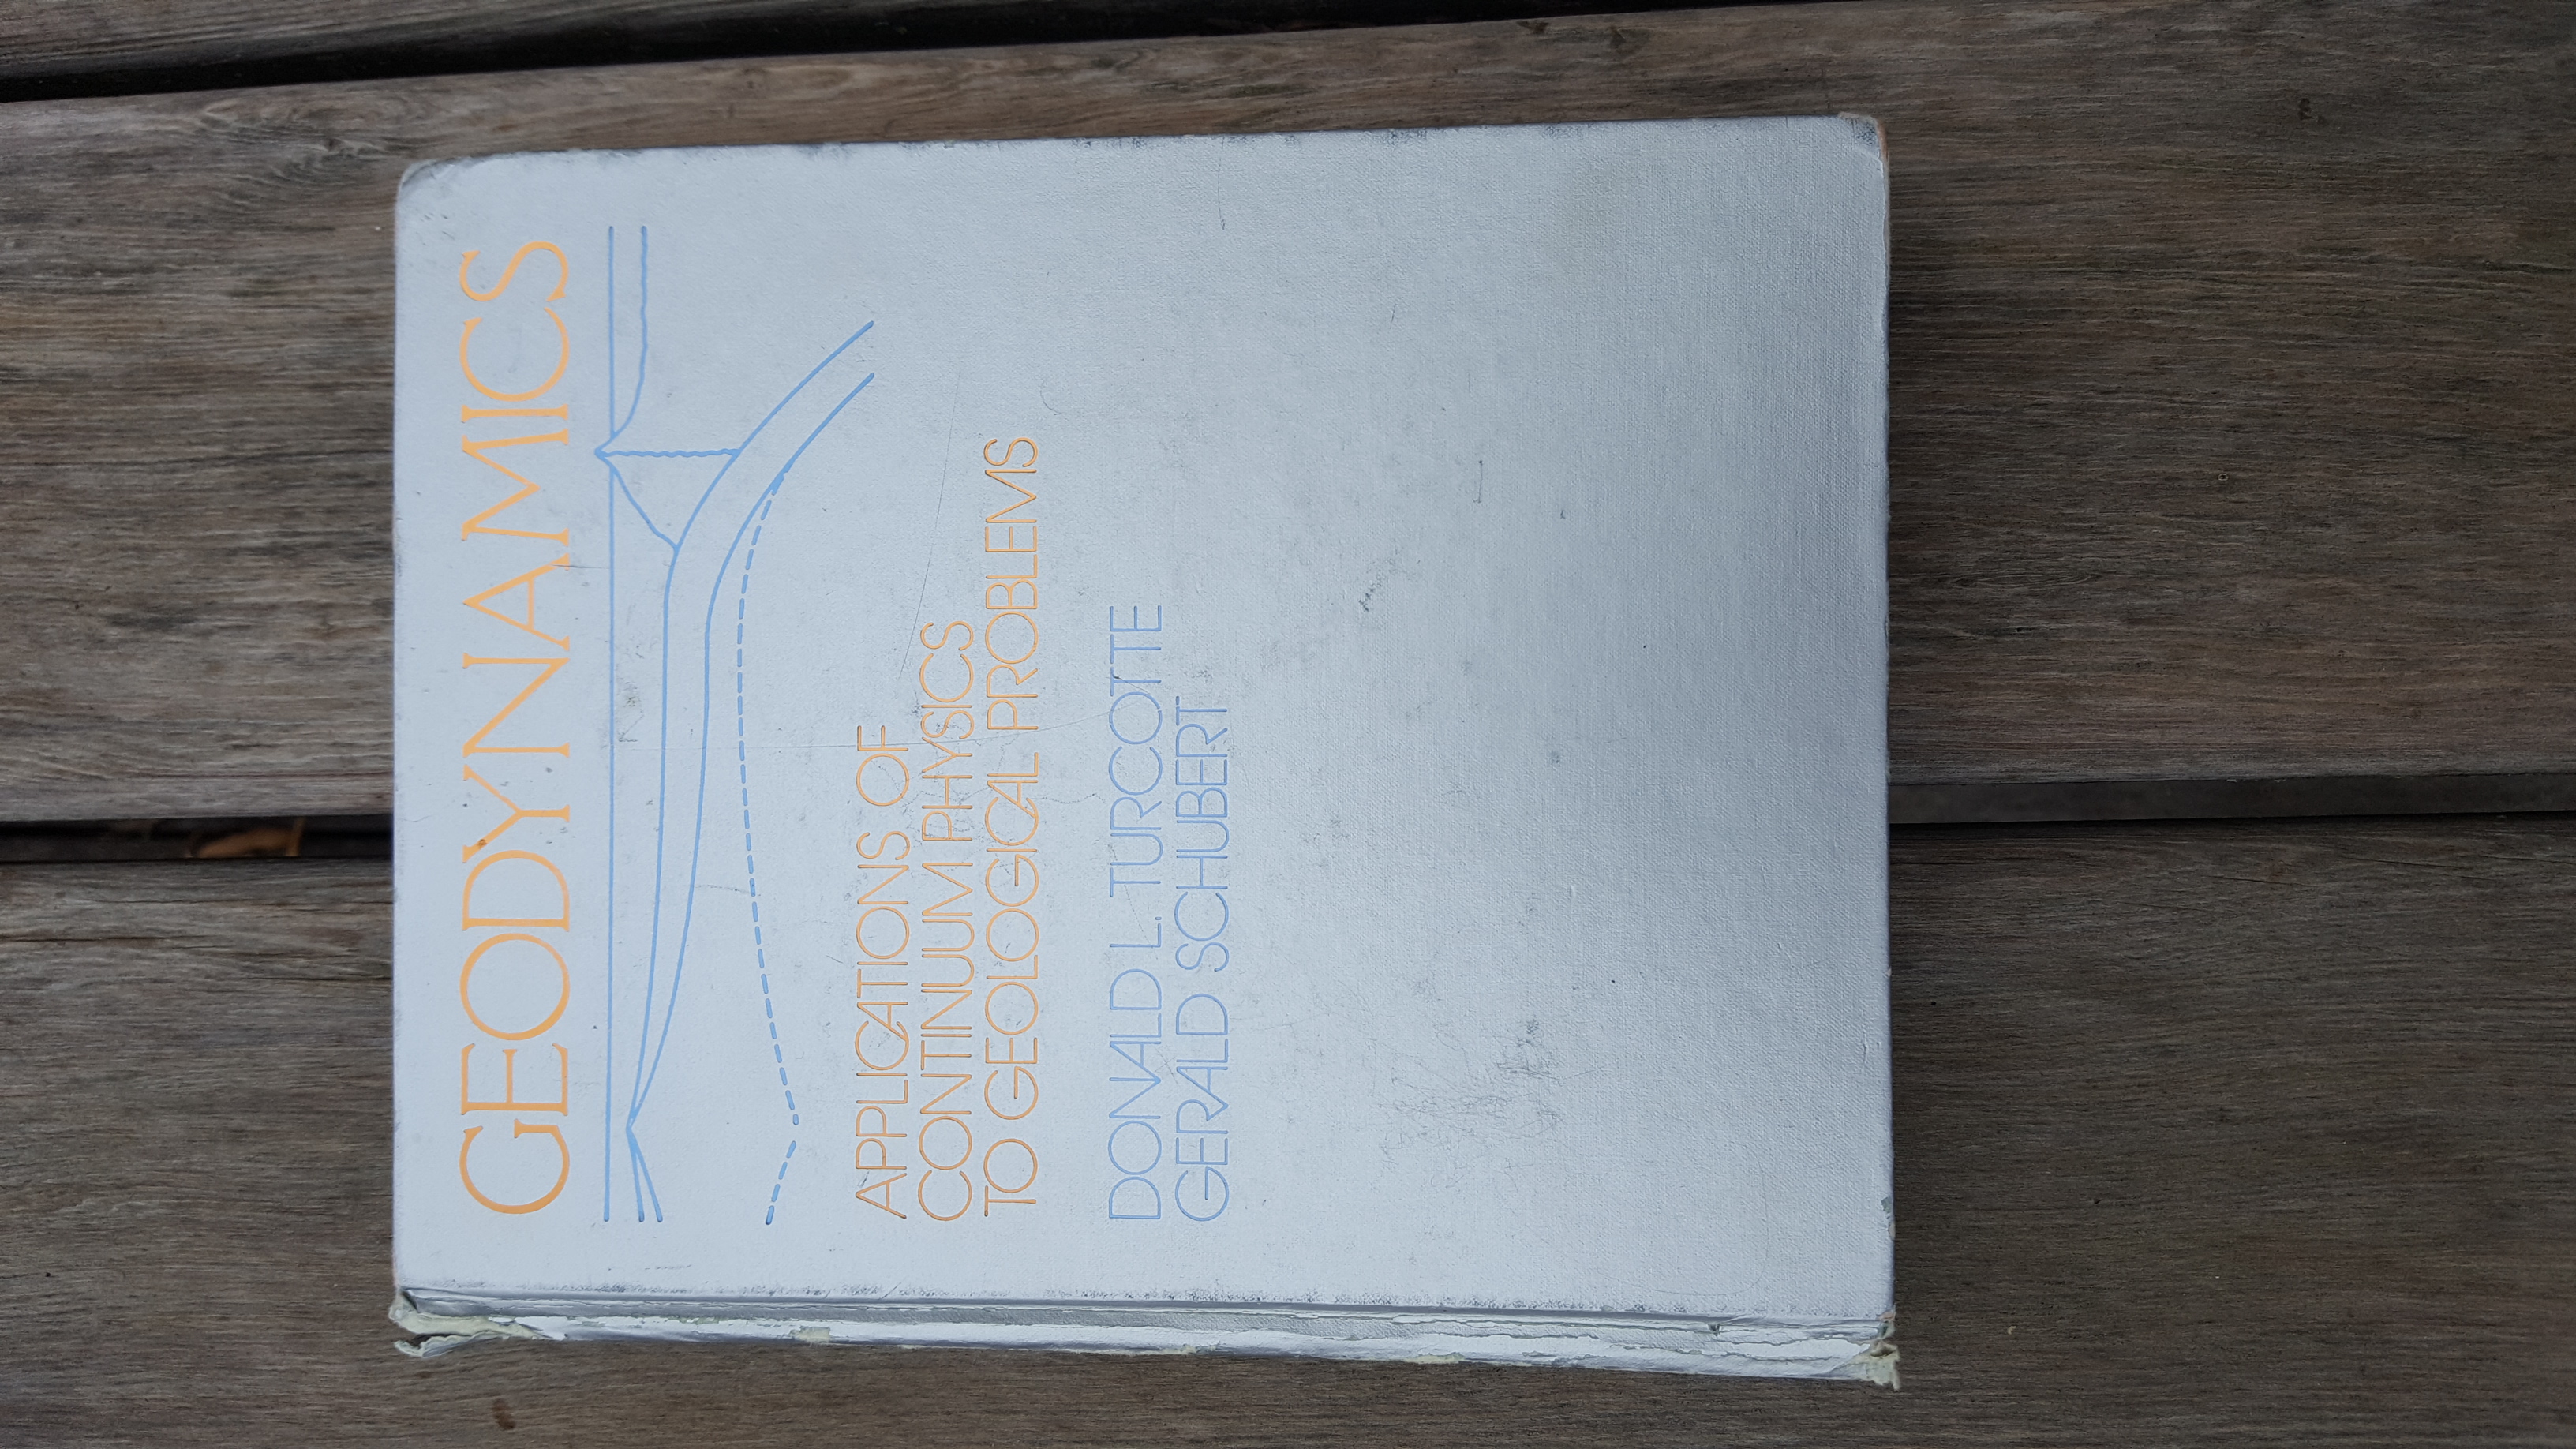 GEODYNAMICS
APPLICATIONS OF
CONTINUUM PHYSICS
TO GEOLOGICAL PROBLEMS
DONALD L. TURCOTTE
GERALD SCHUBERT